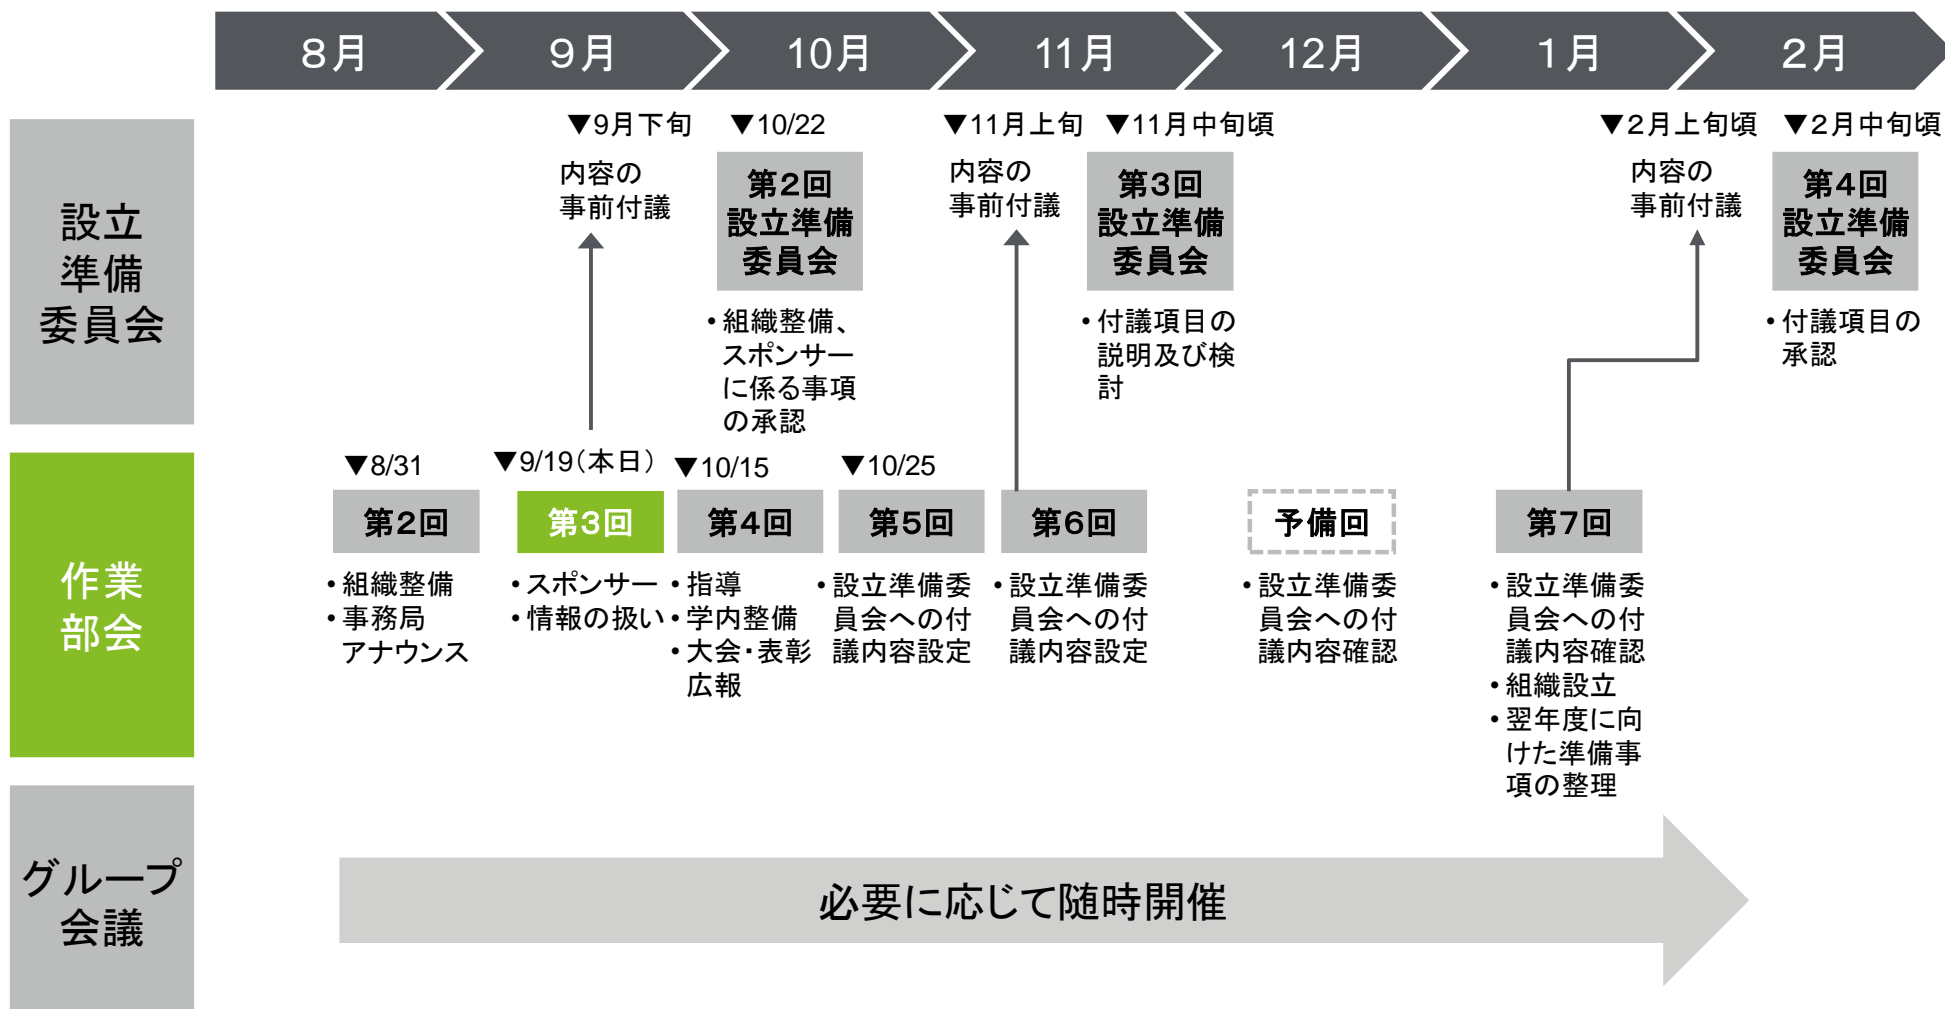 8月
9月
10月
11月
12月
1月
2月
設立
準備
委員会
▼9月下旬
内容の
事前付議
▼10/22
第2回
設立準備
委員会
・組織整備、
スポンサー
に係る事項
の承認
▼11月上旬
内容の
事前付議
▼11月中旬頃
第3回
設立準備
委員会
・付議項目の
説明及び検
討
▼2月上旬頃
内容の
事前付議
▼2月中旬頃
第4回
設立準備
委員会
・付議項目の
承認
作業
部会
▼8/31
第2回
・組織整備
・事務局
アナウンス
▼9/19(本日)
第3回
・スポンサー
・情報の扱い
▼10/15
第4回
・指導
・学内整備
・大会・表彰
広報
▼10/25
第5回
・設立準備委
員会への付
議内容設定
第6回
・設立準備委
員会への付
議内容設定
予備回
・設立準備委
員会への付
議内容確認
第7回
・設立準備委
員会への付
議内容確認
・組織設立
・翌年度に向
けた準備事
項の整理
グループ
会議
必要に応じて随時開催